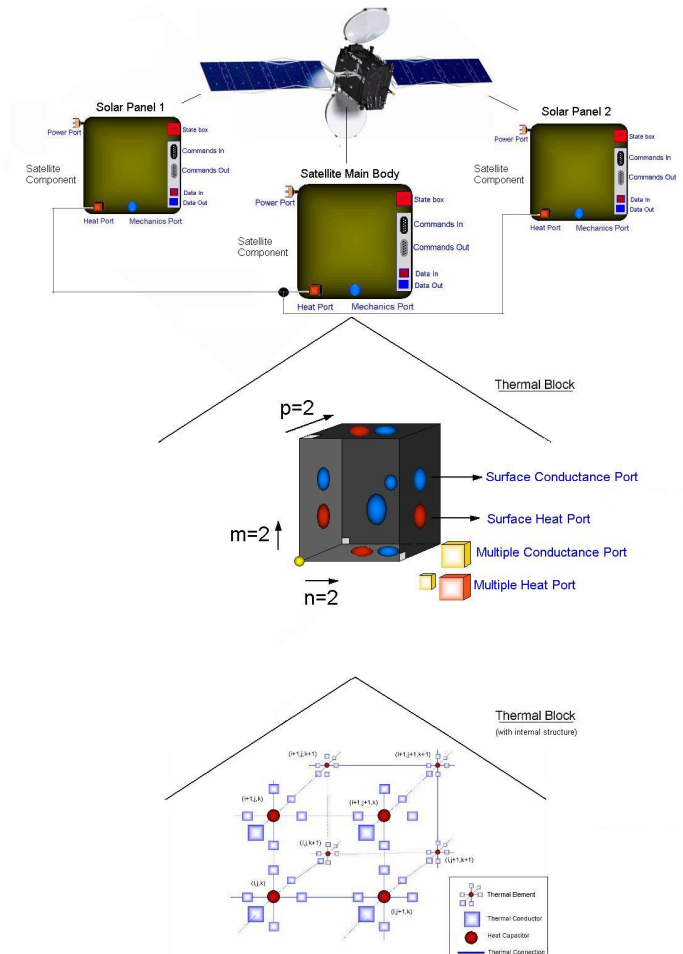 Solar Panel 1
Power Port
State box
Commands In
Satellite
Component
Commands Out
Data In
Data Out
Heat Port
Mechanics Port
Solar Panel 2
Power Port
State box
Commands In
Satellite
Component
Commands Out
Data In
Data Out
Heat Port
Mechanics Port
Satellite Main Body
Power Port
State box
Commands In
Satellite
Component
Commands Out
Data In
Data Out
Heat Port
Mechanics Port
Thermal Block
p=2
Surface Conductance Port
Surface Heat Port
m=2
Multiple Conductance Port
Multiple Heat Port
n=2
Thermal Block
(with internal structure)
(i+1,j,k+1)
(i+1,j+1,k+1)
(i+1,j,k)
(i+1,j+1,k)
(i,j,k+1)
(i,j+1,k+1)
(i,j,k)
(i,j+1,k)
Thermal Element
Thermal Conductor
Heat Capacitor
Thermal Connection